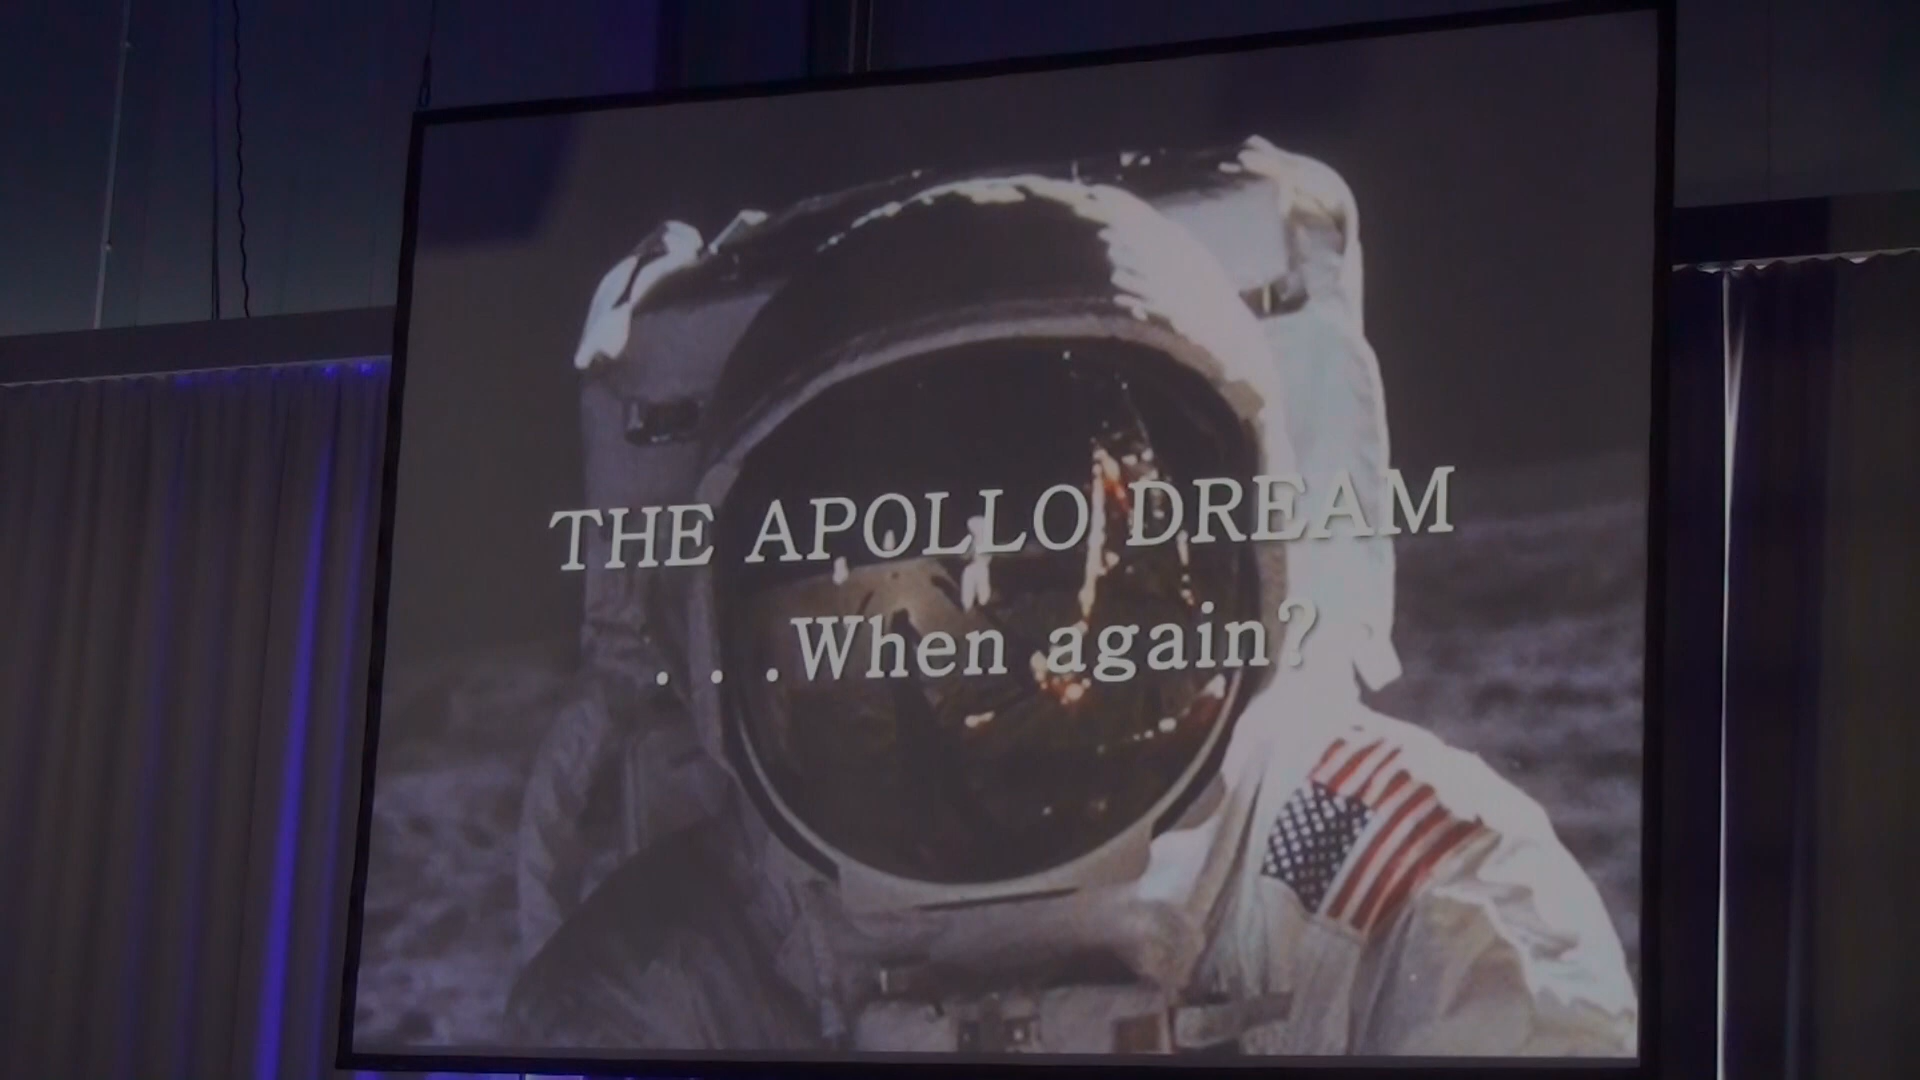 THE APOLLO DREAM
. . .When again?